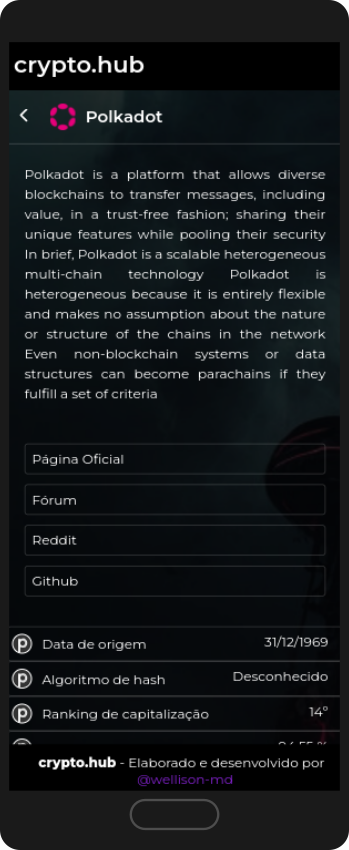 crypto.hub
Polkadot
Polkadot is a platform that allows diverse
blockchains to transfer messages, including
value, in a trust-free fashion; sharing their
unique features while pooling their security
In brief, Polkadot is a scalable heterogeneous
multi-chain technology Polkadot is
heterogeneous because it is entirely flexible
and makes no assumption about the nature
or structure of the chains in the network
Even non-blockchain systems or data
structures can become parachains if they
fulfill a set of criteria
Página Oficial
Fórum
Reddit
Github
Data de origem 31/12/1969
Algoritmo de hash Desconhecido
Ranking de capitalização 14°
crypto.hub - Elaborado e desenvolvido por
@wellison-md